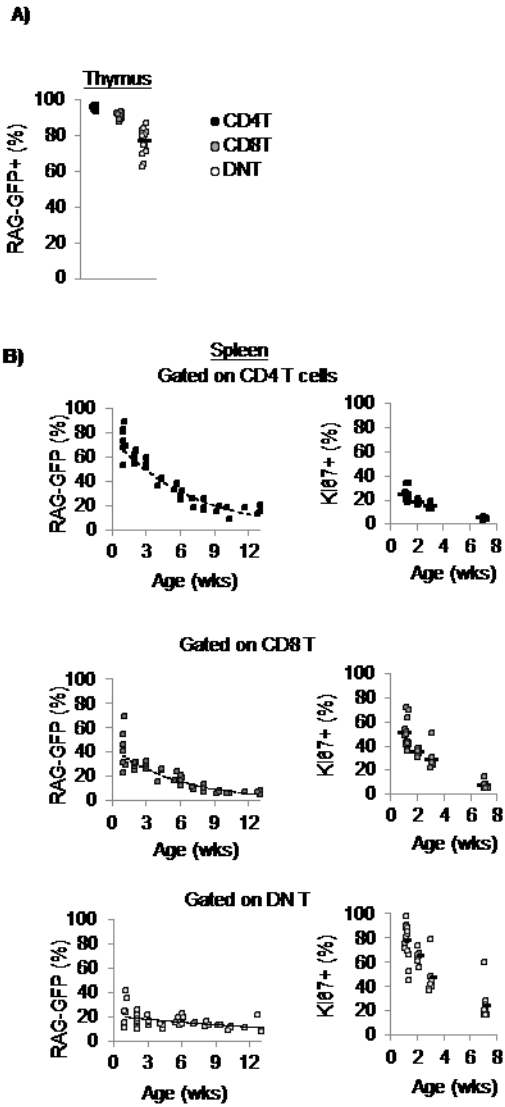 A)
Thymus
100
80
60
40
20
0
RAG-GFP+ (%)
CD4T
CD8T
DNT
B)
Spleen
Gated on CD4 T cells
100
80
60
40
20
0
RAG-GFP (%)
0 3 6 9 12
Age (wks)
100
80
60
40
20
0
KI67+ (%)
0 2 4 6 8
Age (wks)
Gated on CD8 T
100
80
60
40
20
0
RAG-GFP (%)
0 3 6 9 12
Age (wks)
100
80
60
40
20
0
KI67+ (%)
0 2 4 6 8
Age (wks)
Gated on DN T
100
80
60
40
20
0
RAG-GFP (%)
0 3 6 9 12
Age (wks)
100
80
60
40
20
0
KI67+ (%)
0 2 4 6 8
Age (wks)